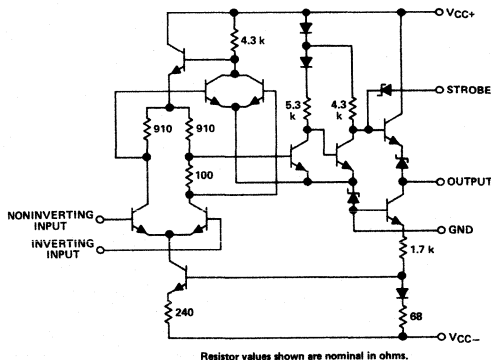 VCC+
4.3 k
STROBE
5.3 k
4.3 k
910
910
100
OUTPUT
NONINVERTING INPUT
GND
INVERTING INPUT
1.7 k
240
68
VCC−
Resistor values shown are nominal in ohms.